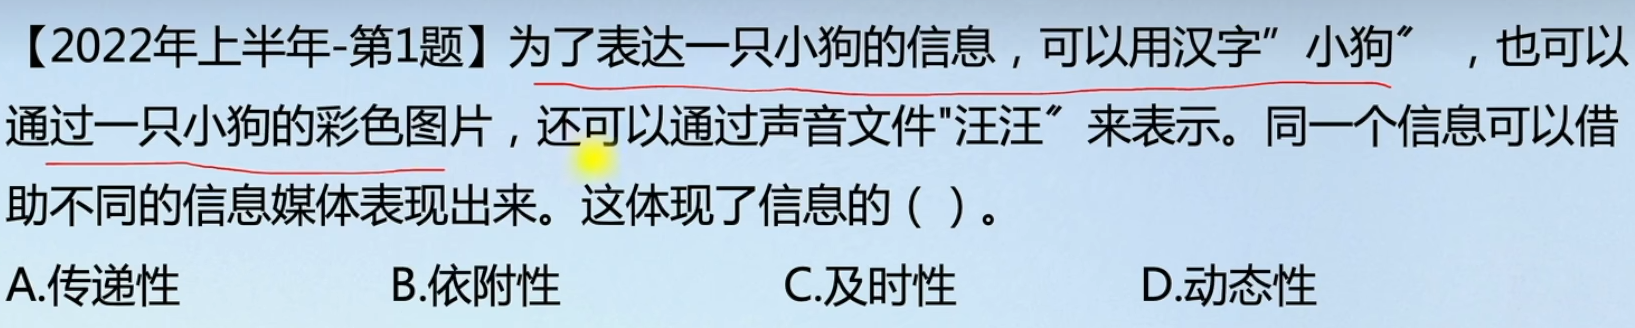 【2022年上半年-第1题】为了表达一只小狗的信息，可以用汉字”小狗〞，也可以
通过一只小狗的彩色图片，还可以通过声音文件"汪汪〞来表示。同一个信息可以借
助不同的信息媒体表现出来。这体现了信息的（ ）。
A.传递性 B.依附性 C.及时性 D.动态性